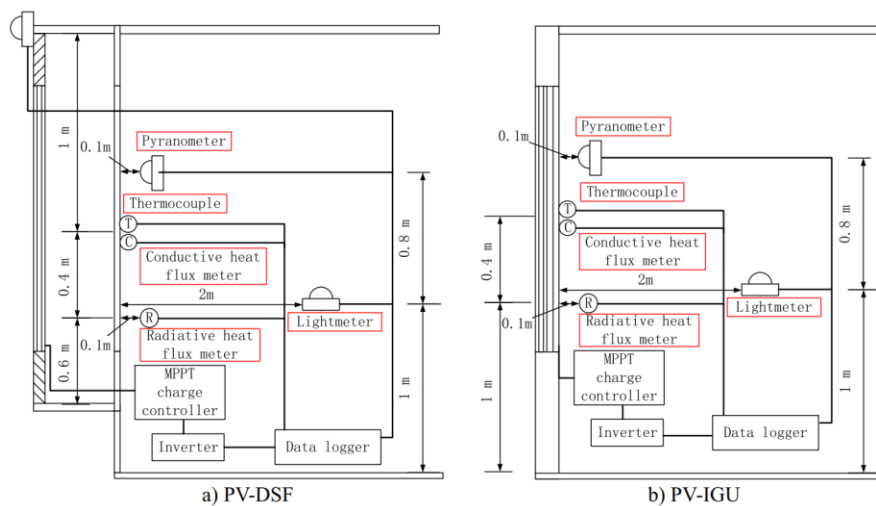 1 m
0.1m
Pyranometer
Thermocouple
T
C
Conductive heat
flux meter
0.4 m
0.8 m
2m
Lightmeter
R
0.1m
Radiative heat
flux meter
0.6 m
1 m
MPPT
charge
controller
Inverter
Data logger
a) PV-DSF
Pyranometer
0.1m
Thermocouple
T
C
Conductive heat
flux meter
0.4 m
0.8 m
2m
Lightmeter
R
0.1m
Radiative heat
flux meter
1 m
1 m
MPPT
charge
controller
Inverter
Data logger
b) PV-IGU